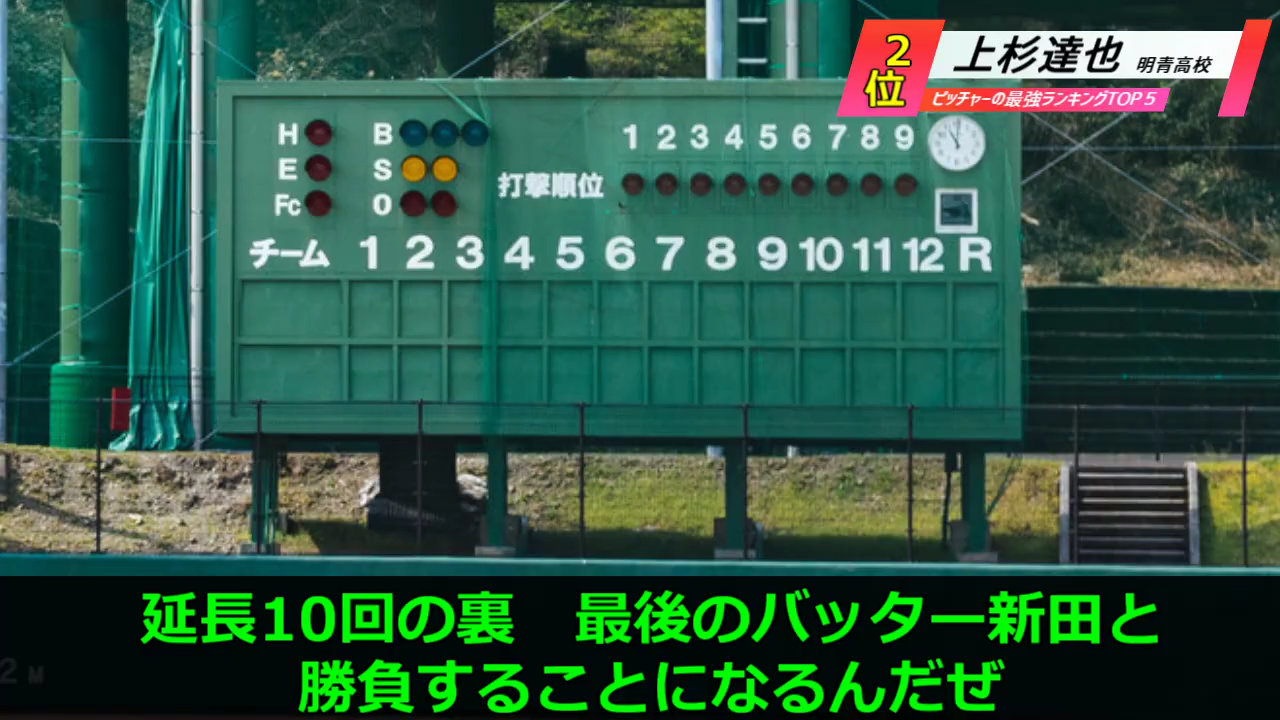 2位
上杉達也 明青高校
ピッチャーの最強ランキングTOP5
H B 1 2 3 4 5 6 7 8 9
E S
打撃順位
Fc O
チーム 1 2 3 4 5 6 7 8 9 10 11 12 R
延長10回の裏 最後のバッター新田と
2 M
勝負することになるんだぜ